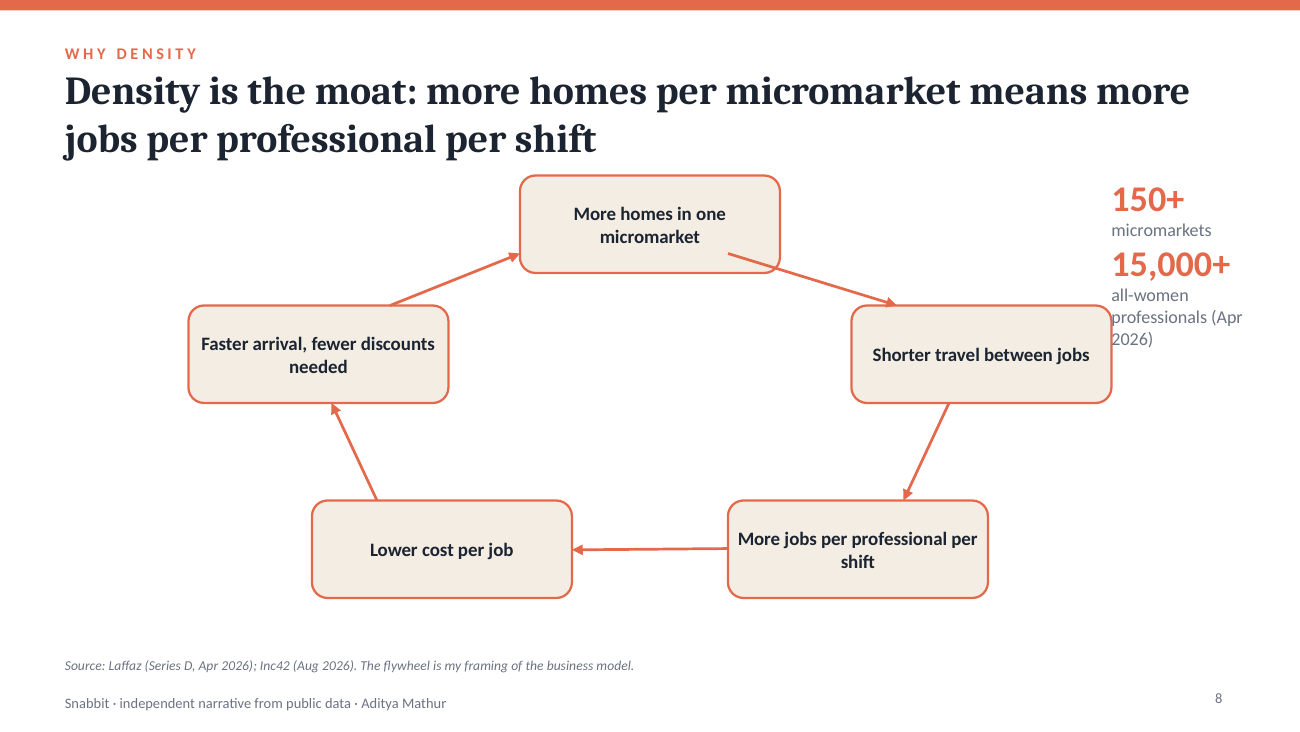 WHY DENSITY
Density is the moat: more homes per micromarket means more
jobs per professional per shift
More homes in one
micromarket
150+
micromarkets
15,000+
all-women
professionals (Apr
2026)
Faster arrival, fewer discounts
needed
Shorter travel between jobs
Lower cost per job
More jobs per professional per
shift
Source: Laffaz (Series D, Apr 2026); Inc42 (Aug 2026). The flywheel is my framing of the business model.
Snabbit · independent narrative from public data · Aditya Mathur
8